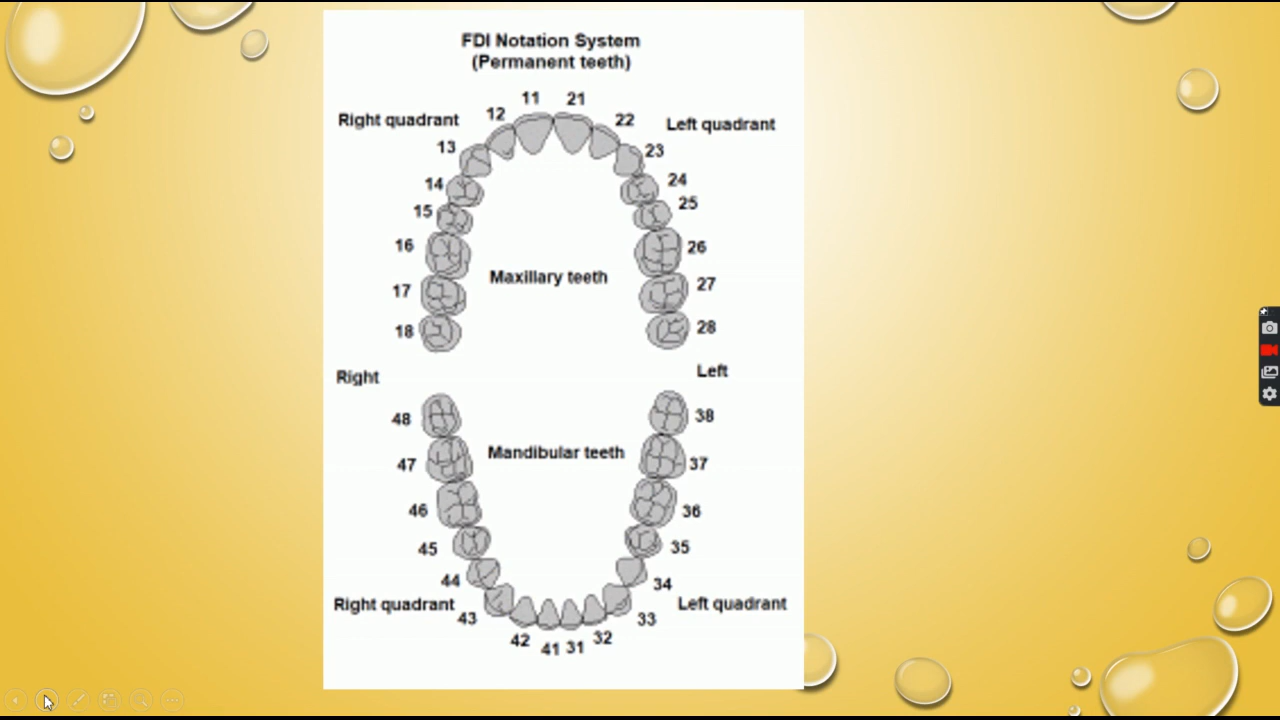 FDI Notation System
(Permanent teeth)
11 21
12 22
Right quadrant Left quadrant
13 23
14 24
15 25
16 26
Maxillary teeth
17 27
18 28
Right Left
48 38
Mandibular teeth
47 37
46 36
45 35
44 34
Right quadrant Left quadrant
43 33
42 41 31 32